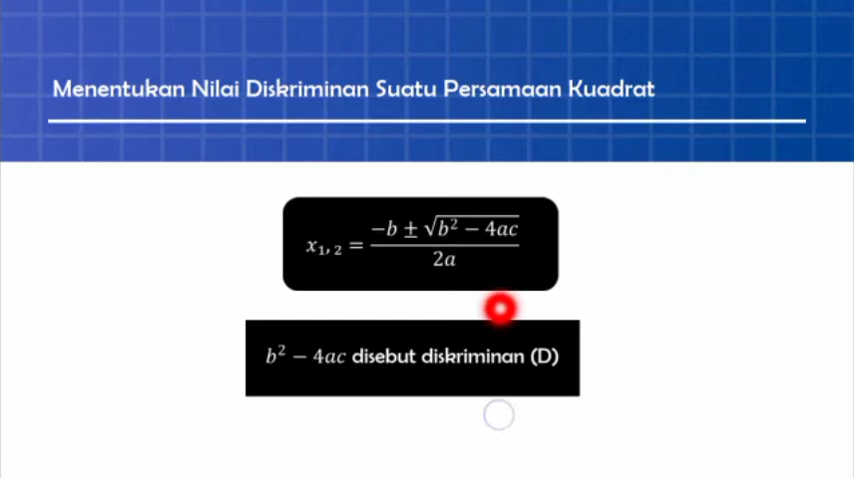 Menentukan Nilai Diskriminan Suatu Persamaan Kuadrat
x₁,₂ = (−b ± √(b² − 4ac)) / 2a
b² − 4ac disebut diskriminan (D)